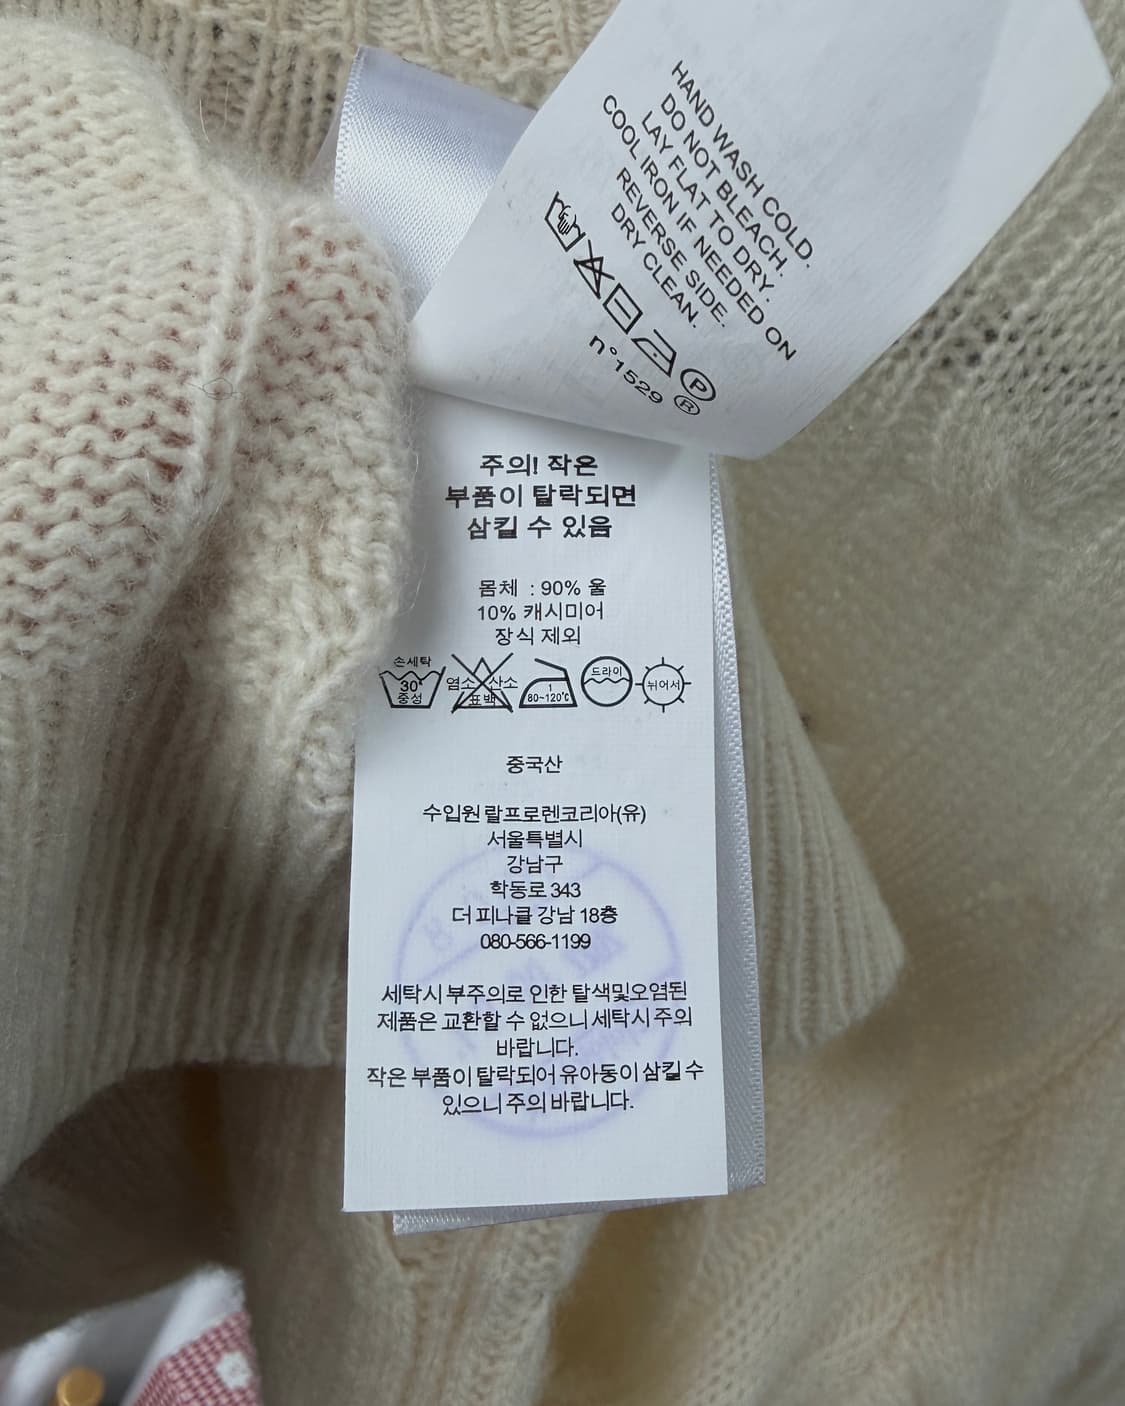 HAND WASH COLD.
DO NOT BLEACH.
LAY FLAT TO DRY.
COOL IRON IF NEEDED ON
REVERSE SIDE.
DRY CLEAN.
P
n°1529 ®
주의! 작은
부품이 탈락되면
삼킬 수 있음
몸체 : 90% 울
10% 캐시미어
장식 제외
손세탁
30°
중성
염소 산소
표백
1
80~120°C
드라이
뉘어서
중국산
수입원 랄프로렌코리아(유)
서울특별시
강남구
학동로 343
더 피나클 강남 18층
080-566-1199
세탁시 부주의로 인한 탈색및오염된
제품은 교환할 수 없으니 세탁시 주의
바랍니다.
작은 부품이 탈락되어 유아동이 삼킬 수
있으니 주의 바랍니다.